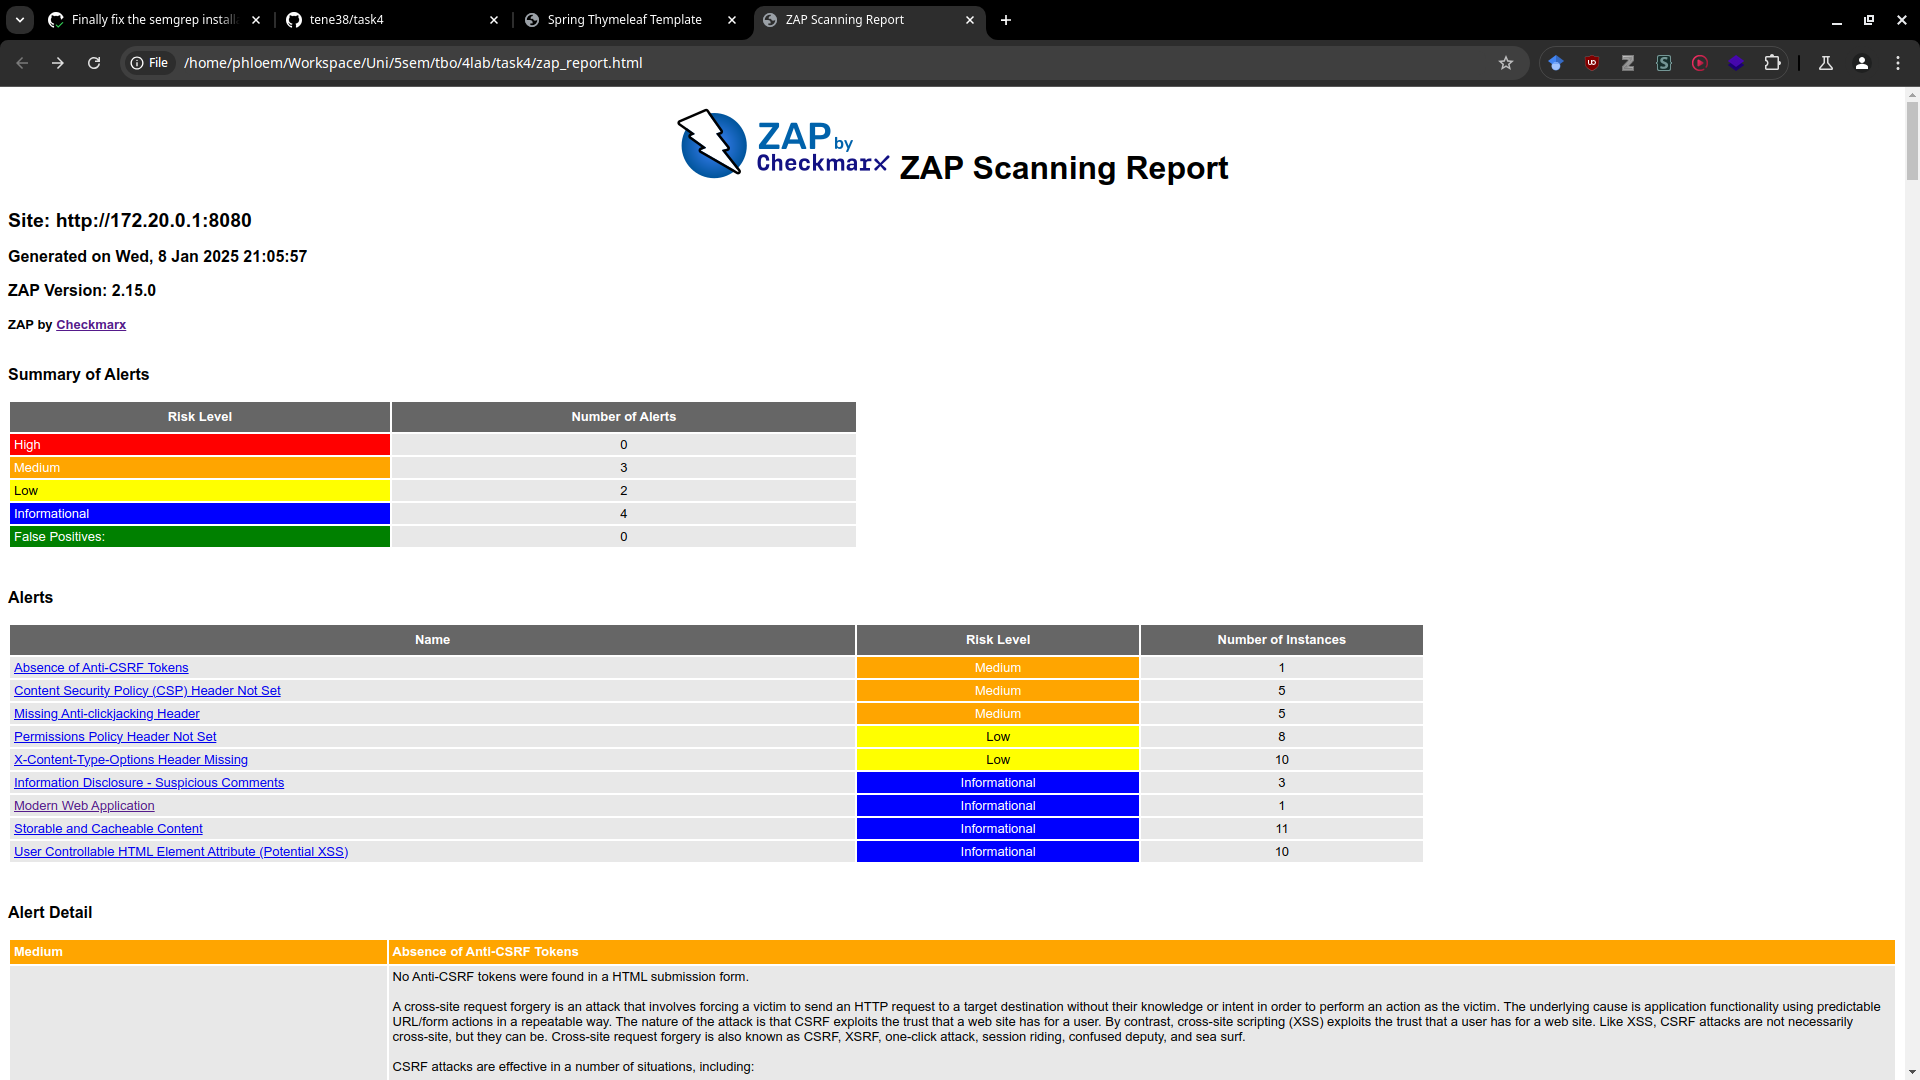 Finally fix the semgrep install
tene38/task4
Spring Thymeleaf Template
ZAP Scanning Report
File
/home/phloem/Workspace/Uni/5sem/tbo/4lab/task4/zap_report.html
ZAP by
Checkmarx
ZAP Scanning Report
Site: http://172.20.0.1:8080
Generated on Wed, 8 Jan 2025 21:05:57
ZAP Version: 2.15.0
ZAP by Checkmarx
Summary of Alerts
Risk Level Number of Alerts
High 0
Medium 3
Low 2
Informational 4
False Positives: 0
Alerts
Name Risk Level Number of Instances
Absence of Anti-CSRF Tokens Medium 1
Content Security Policy (CSP) Header Not Set Medium 5
Missing Anti-clickjacking Header Medium 5
Permissions Policy Header Not Set Low 8
X-Content-Type-Options Header Missing Low 10
Information Disclosure - Suspicious Comments Informational 3
Modern Web Application Informational 1
Storable and Cacheable Content Informational 11
User Controllable HTML Element Attribute (Potential XSS) Informational 10
Alert Detail
Medium Absence of Anti-CSRF Tokens
No Anti-CSRF tokens were found in a HTML submission form.
A cross-site request forgery is an attack that involves forcing a victim to send an HTTP request to a target destination without their knowledge or intent in order to perform an action as the victim. The underlying cause is application functionality using predictable
URL/form actions in a repeatable way. The nature of the attack is that CSRF exploits the trust that a web site has for a user. By contrast, cross-site scripting (XSS) exploits the trust that a user has for a web site. Like XSS, CSRF attacks are not necessarily
cross-site, but they can be. Cross-site request forgery is also known as CSRF, XSRF, one-click attack, session riding, confused deputy, and sea surf.
CSRF attacks are effective in a number of situations, including: